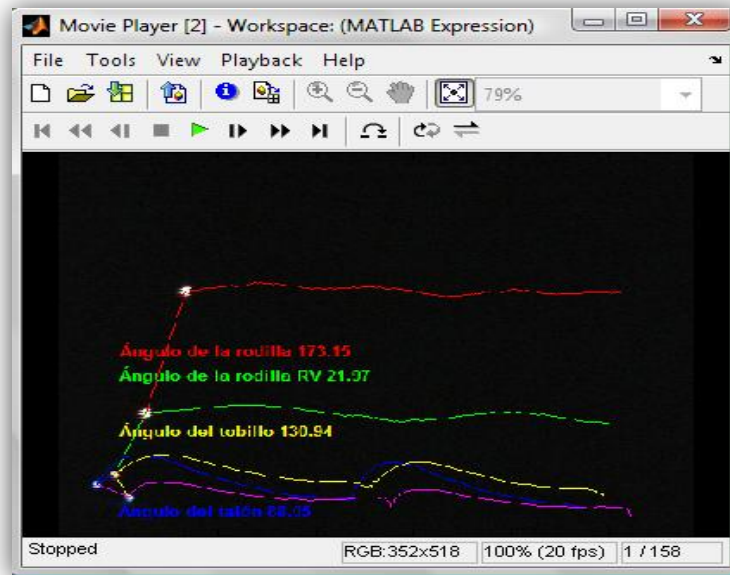 Movie Player [2] - Workspace: (MATLAB Expression)
File Tools View Playback Help
79%
Ángulo de la rodilla 173.15
Ángulo de la rodilla RV 21.97
Ángulo del tobillo 130.94
Ángulo del talón
Stopped
RGB:352x518 100% (20 fps) 1 / 158